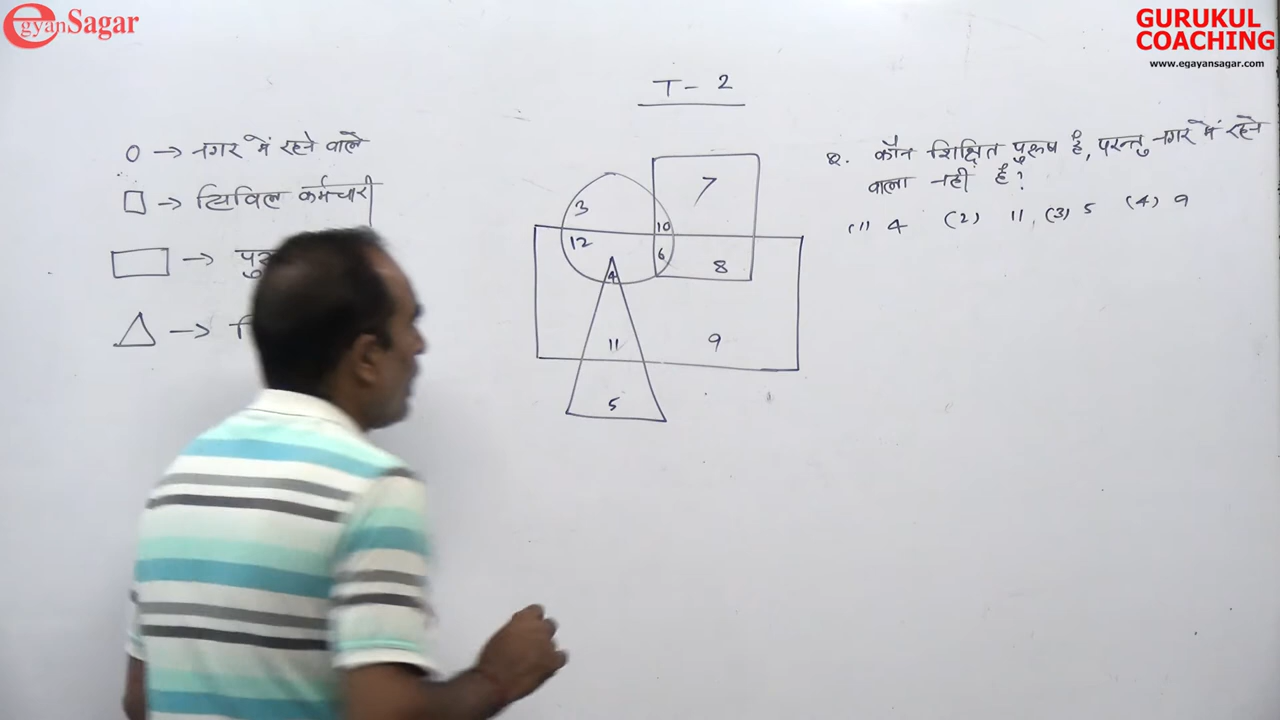 egyanSagar
GURUKUL
COACHING
www.egayansagar.com
T - 2
O → नगर में रहने वाले
□ → सिविल कर्मचारी
→
△ →
3
12
4
11
5
7
10
6
8
9
Q. कौन शिक्षित पुरुष है, परन्तु नगर में रहने
वाला नहीं है?
(1) 4 (2) 11, (3) 5 (4) 9